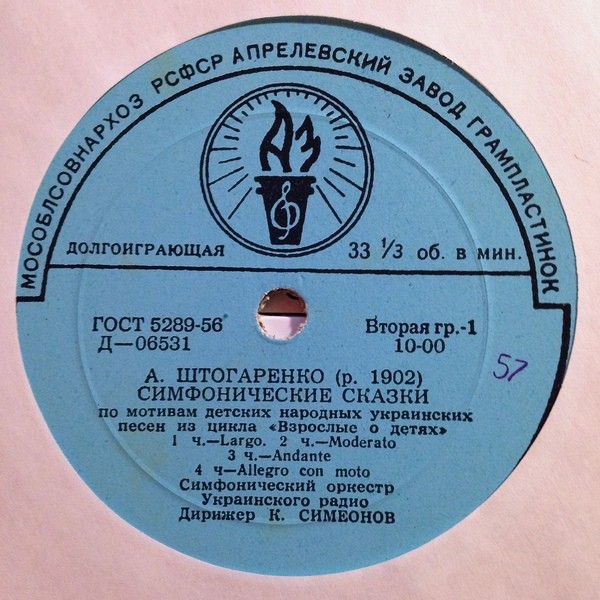 МОСОБЛСОВНАРХОЗ РСФСР АПРЕЛЕВСКИЙ ЗАВОД ГРАМПЛАСТИНОК
АЗ
ДОЛГОИГРАЮЩАЯ 33 1/3 об. в мин.
ГОСТ 5289-56 Вторая гр.-1
Д—06531 10-00
57
А. ШТОГАРЕНКО (р. 1902)
СИМФОНИЧЕСКИЕ СКАЗКИ
по мотивам детских народных украинских
песен из цикла «Взрослые о детях»
1 ч.—Largo. 2 ч.—Moderato
3 ч.—Andante
4 ч—Allegro con moto
Симфонический оркестр
Украинского радио
Дирижер К. СИМЕОНОВ